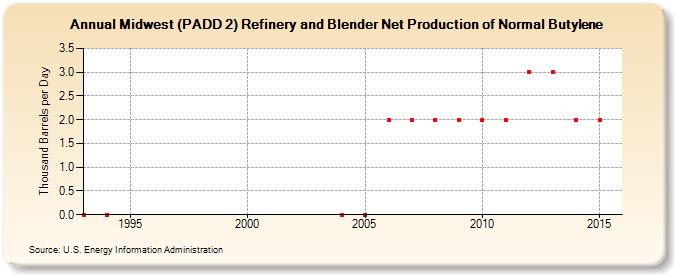 Annual Midwest (PADD 2) Refinery and Blender Net Production of Normal Butylene
Thousand Barrels per Day
3.5
3.0
2.5
2.0
1.5
1.0
0.5
0.0
1995 2000 2005 2010 2015
Source: U.S. Energy Information Administration